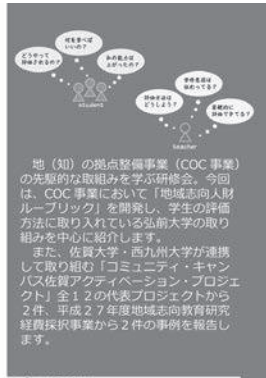 何を学べば
いいの？
どうやって
評価されるの？
私の能力は
上がったの？
student
学修意図は
伝わってる？
評価方法は
どうしよう？
客観的に
評価できてる？
teacher
地（知）の拠点整備事業（COC 事業）
の先駆的な取組みを学ぶ研修会。今回
は、COC 事業において「地域志向人財
ルーブリック」を開発し、学生の評価
方法に取り入れている弘前大学の取り
組みを中心に紹介します。
また、佐賀大学・西九州大学が連携
して取り組む「コミュニティ・キャン
パス佐賀アクティベーション・プロジェ
クト」全１２の代表プロジェクトから
２件、平成２７年度地域志向教育研究
経費採択事業から２件の事例を報告し
ます。